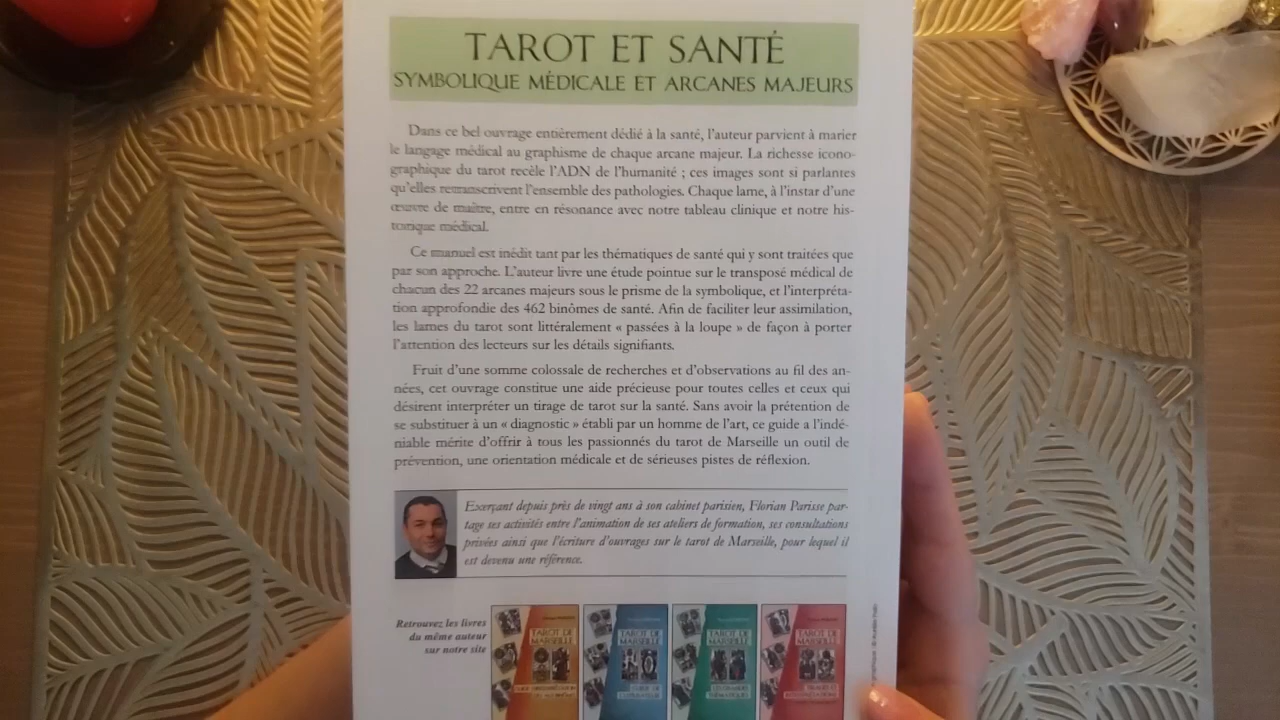 TAROT ET SANTÉ
SYMBOLIQUE MÉDICALE ET ARCANES MAJEURS
Dans ce bel ouvrage entièrement dédié à la santé, l'auteur parvient à marier
le langage médical au graphisme de chaque arcane majeur. La richesse icono-
graphique du tarot recèle l'ADN de l'humanité ; ces images sont si parlantes
qu'elles retranscrivent l'ensemble des pathologies. Chaque lame, à l'instar d'une
œuvre de maître, entre en résonance avec notre tableau clinique et notre his-
torique médical.
Ce manuel est inédit tant par les thématiques de santé qui y sont traitées que
par son approche. L'auteur livre une étude pointue sur le transposé médical de
chacun des 22 arcanes majeurs sous le prisme de la symbolique, et l'interpréta-
tion approfondie des 462 binômes de santé. Afin de faciliter leur assimilation,
les lames du tarot sont littéralement « passées à la loupe » de façon à porter
l'attention des lecteurs sur les détails signifiants.
Fruit d'une somme colossale de recherches et d'observations au fil des an-
nées, cet ouvrage constitue une aide précieuse pour toutes celles et ceux qui
désirent interpréter un tirage de tarot sur la santé. Sans avoir la prétention de
se substituer à un « diagnostic » établi par un homme de l'art, ce guide a l'indé-
niable mérite d'offrir à tous les passionnés du tarot de Marseille un outil de
prévention, une orientation médicale et de sérieuses pistes de réflexion.
Exerçant depuis près de vingt ans à son cabinet parisien, Florian Parisse par-
tage ses activités entre l'animation de ses ateliers de formation, ses consultations
privées ainsi que l'écriture d'ouvrages sur le tarot de Marseille, pour lequel il
est devenu une référence.
Retrouvez les livres
du même auteur
sur notre site
TAROT DE
MARSEILLE
TAROT DE
MARSEILLE
TAROT DE
MARSEILLE
LES GRANDES
THÉMATIQUES
TAROT DE
MARSEILLE